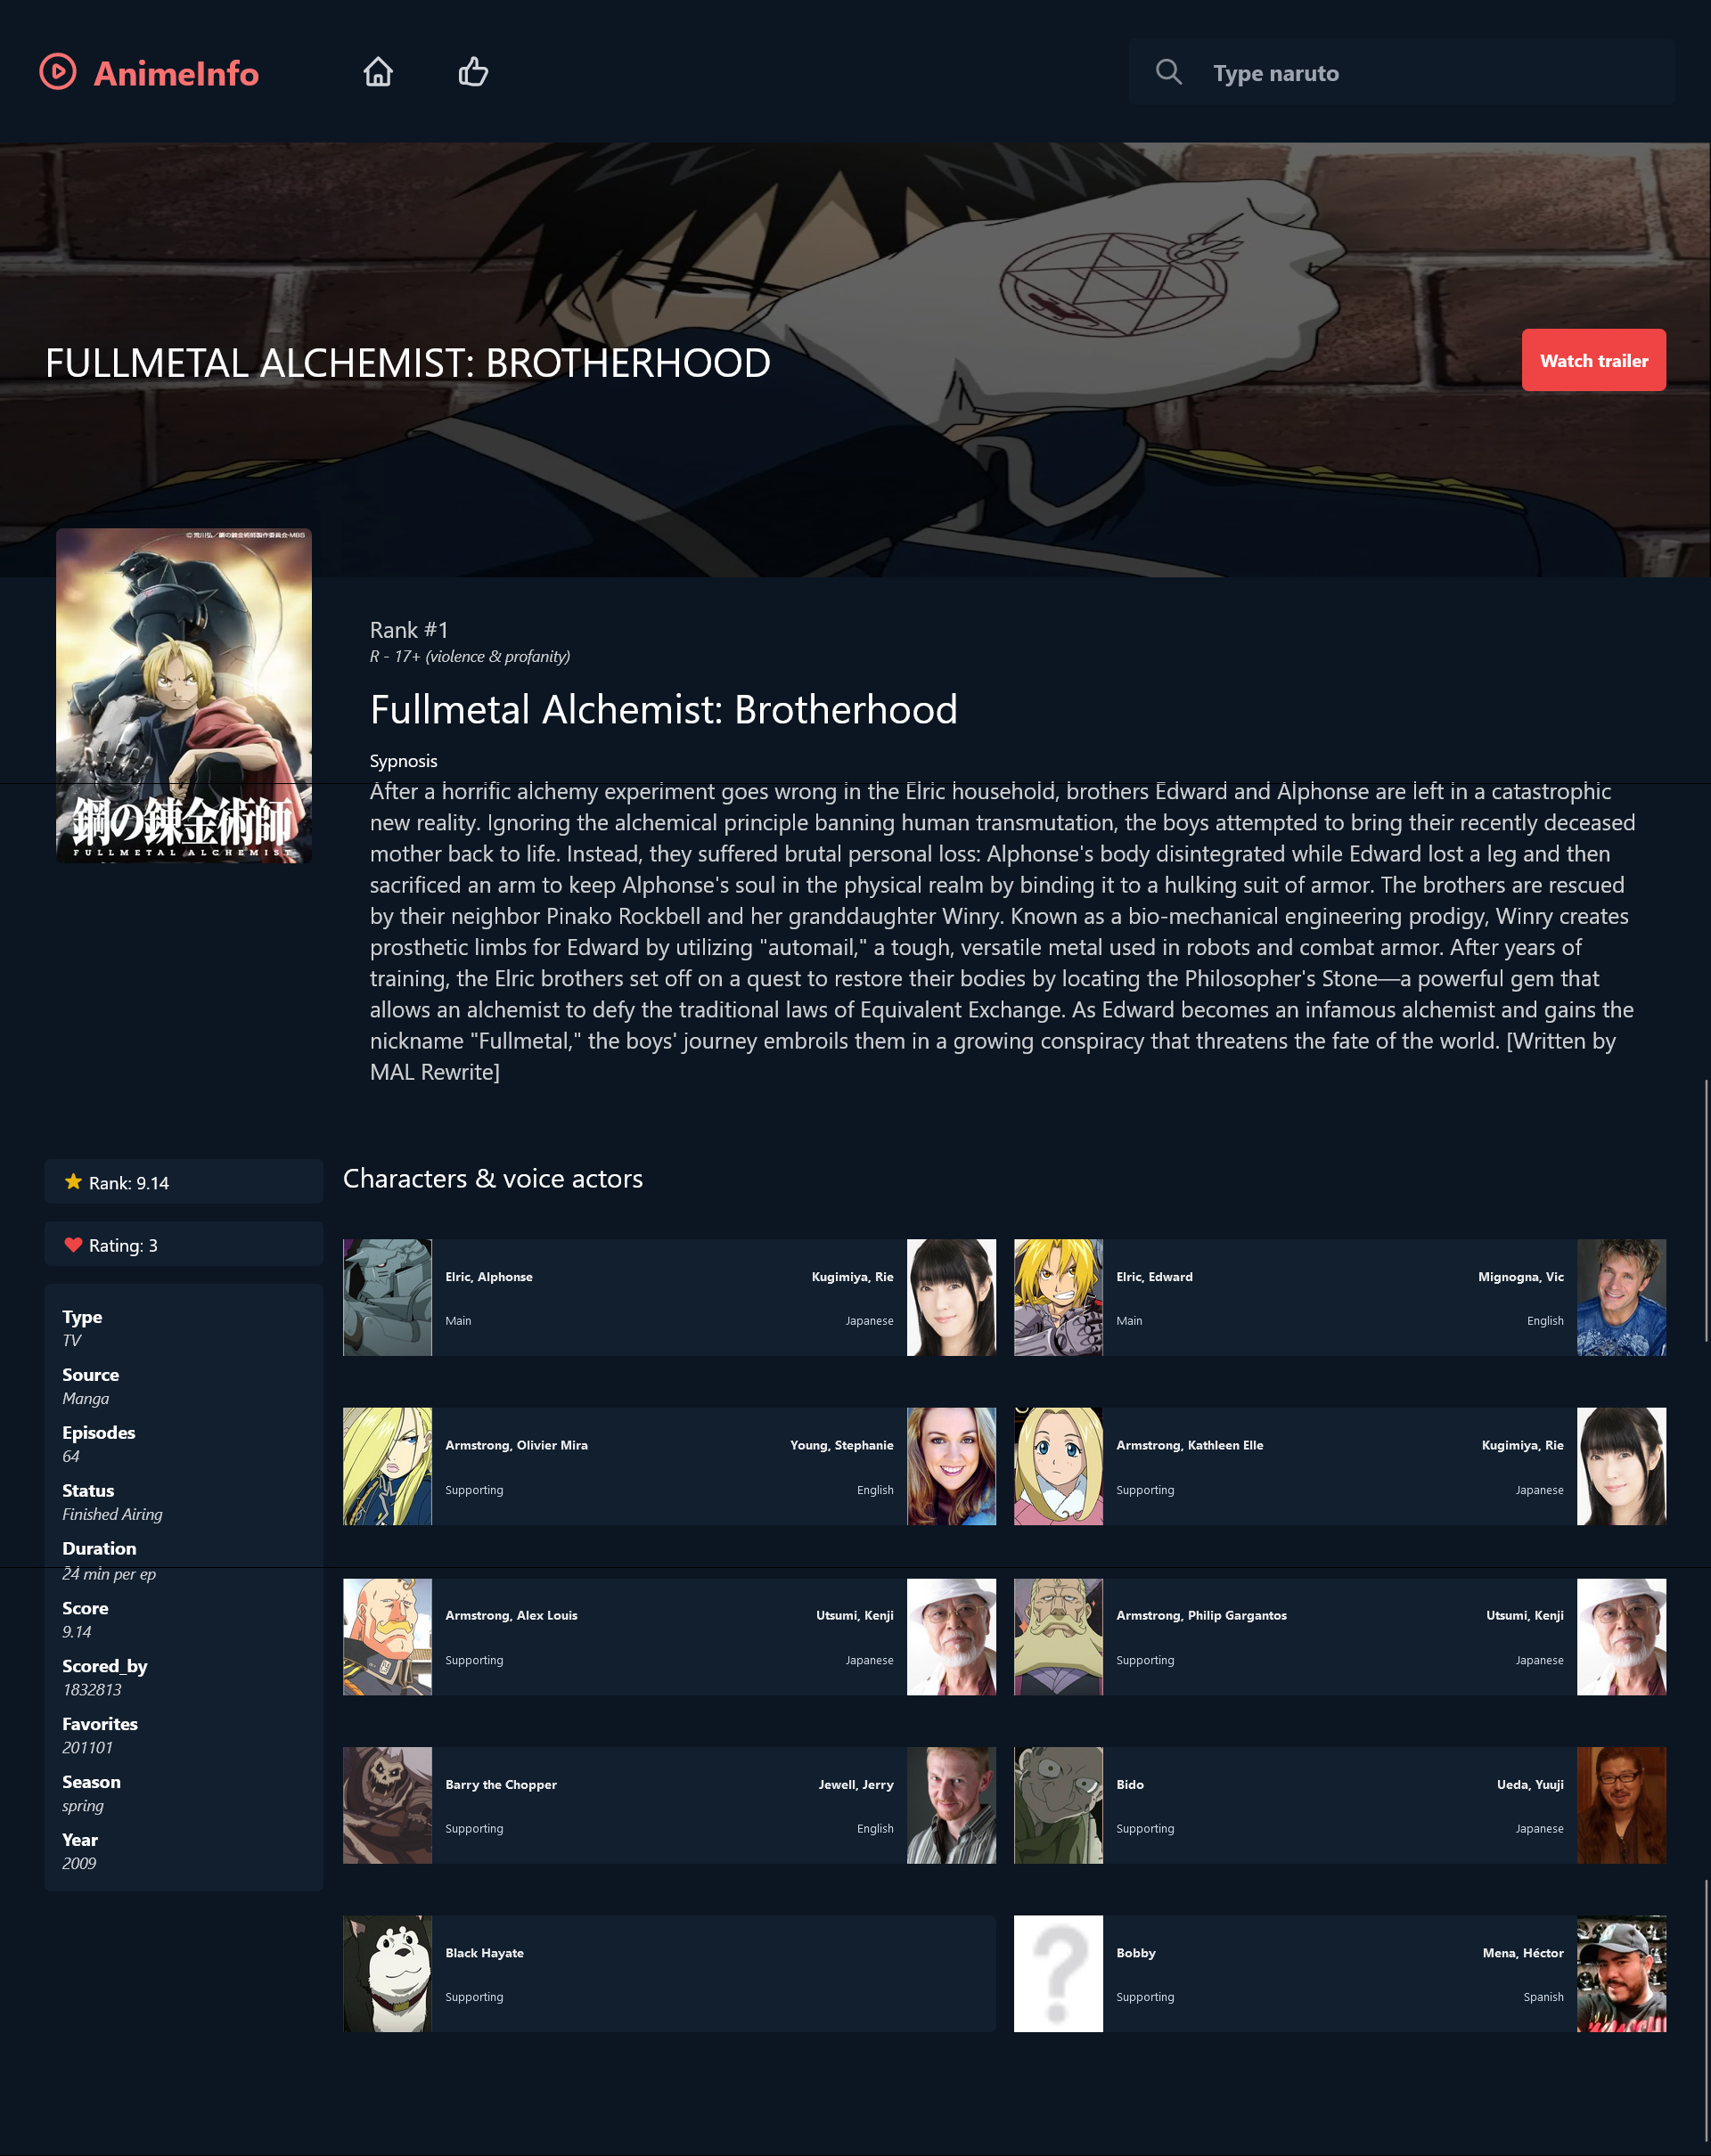 AnimeInfo
Type naruto
FULLMETAL ALCHEMIST: BROTHERHOOD
Watch trailer
©荒川弘/鋼の錬金術師製作委員会・MBS
鋼の錬金術師
FULLMETAL ALCHEMIST
Rank #1
R - 17+ (violence & profanity)
Fullmetal Alchemist: Brotherhood
Sypnosis
After a horrific alchemy experiment goes wrong in the Elric household, brothers Edward and Alphonse are left in a catastrophic
new reality. Ignoring the alchemical principle banning human transmutation, the boys attempted to bring their recently deceased
mother back to life. Instead, they suffered brutal personal loss: Alphonse's body disintegrated while Edward lost a leg and then
sacrificed an arm to keep Alphonse's soul in the physical realm by binding it to a hulking suit of armor. The brothers are rescued
by their neighbor Pinako Rockbell and her granddaughter Winry. Known as a bio-mechanical engineering prodigy, Winry creates
prosthetic limbs for Edward by utilizing "automail," a tough, versatile metal used in robots and combat armor. After years of
training, the Elric brothers set off on a quest to restore their bodies by locating the Philosopher's Stone—a powerful gem that
allows an alchemist to defy the traditional laws of Equivalent Exchange. As Edward becomes an infamous alchemist and gains the
nickname "Fullmetal," the boys' journey embroils them in a growing conspiracy that threatens the fate of the world. [Written by
MAL Rewrite]
Rank: 9.14
Rating: 3
Type
TV
Source
Manga
Episodes
64
Status
Finished Airing
Duration
24 min per ep
Score
9.14
Scored_by
1832813
Favorites
201101
Season
spring
Year
2009
Characters & voice actors
Elric, Alphonse
Kugimiya, Rie
Main
Japanese
Elric, Edward
Mignogna, Vic
Main
English
Armstrong, Olivier Mira
Young, Stephanie
Supporting
English
Armstrong, Kathleen Elle
Kugimiya, Rie
Supporting
Japanese
Armstrong, Alex Louis
Utsumi, Kenji
Supporting
Japanese
Armstrong, Philip Gargantos
Utsumi, Kenji
Supporting
Japanese
Barry the Chopper
Jewell, Jerry
Supporting
English
Bido
Ueda, Yuuji
Supporting
Japanese
Black Hayate
Supporting
Bobby
Mena, Héctor
Supporting
Spanish